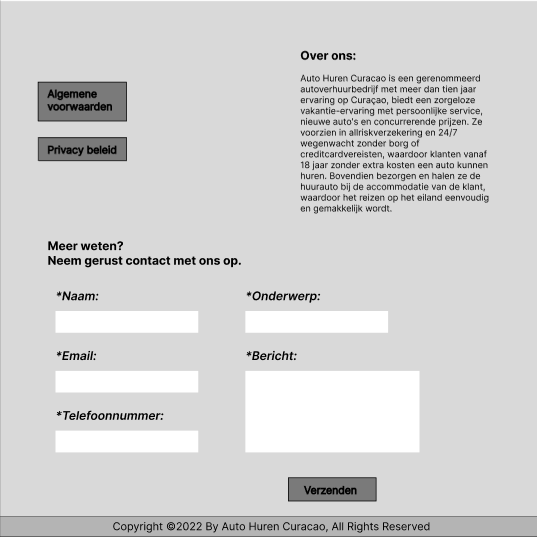 Over ons:
Auto Huren Curacao is een gerenommeerd
autoverhuurbedrijf met meer dan tien jaar
ervaring op Curaçao, biedt een zorgeloze
vakantie-ervaring met persoonlijke service,
nieuwe auto's en concurrerende prijzen. Ze
voorzien in allriskverzekering en 24/7
wegenwacht zonder borg of
creditcardvereisten, waardoor klanten vanaf
18 jaar zonder extra kosten een auto kunnen
huren. Bovendien bezorgen en halen ze de
huurauto bij de accommodatie van de klant,
waardoor het reizen op het eiland eenvoudig
en gemakkelijk wordt.
Algemene
voorwaarden
Privacy beleid
Meer weten?
Neem gerust contact met ons op.
*Naam:
*Onderwerp:
*Email:
*Bericht:
*Telefoonnummer:
Verzenden
Copyright ©2022 By Auto Huren Curacao, All Rights Reserved